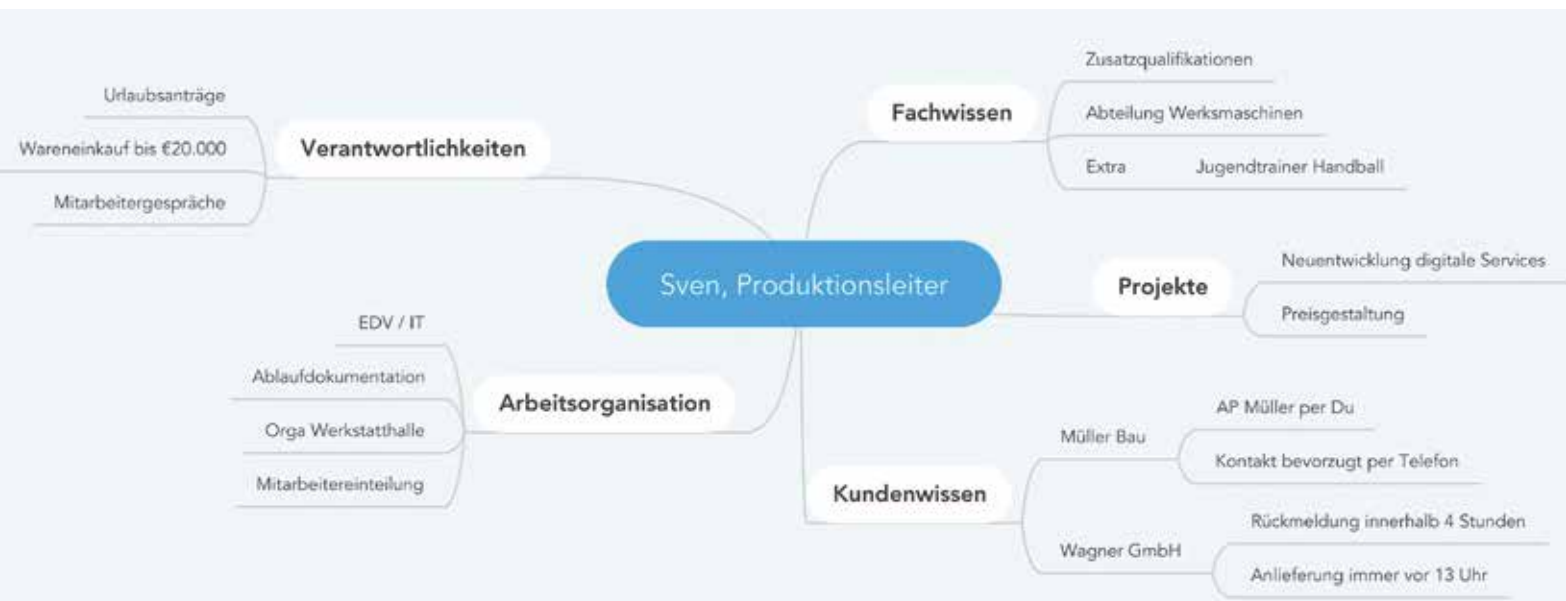 Sven, Produktionsleiter
Verantwortlichkeiten
Urlaubsanträge
Wareneinkauf bis €20.000
Mitarbeitergespräche
Arbeitsorganisation
EDV / IT
Ablaufdokumentation
Orga Werkstatthalle
Mitarbeitereinteilung
Fachwissen
Zusatzqualifikationen
Abteilung Werksmaschinen
Extra Jugendtrainer Handball
Projekte
Neuentwicklung digitale Services
Preisgestaltung
Kundenwissen
Müller Bau
AP Müller per Du
Kontakt bevorzugt per Telefon
Wagner GmbH
Rückmeldung innerhalb 4 Stunden
Anlieferung immer vor 13 Uhr